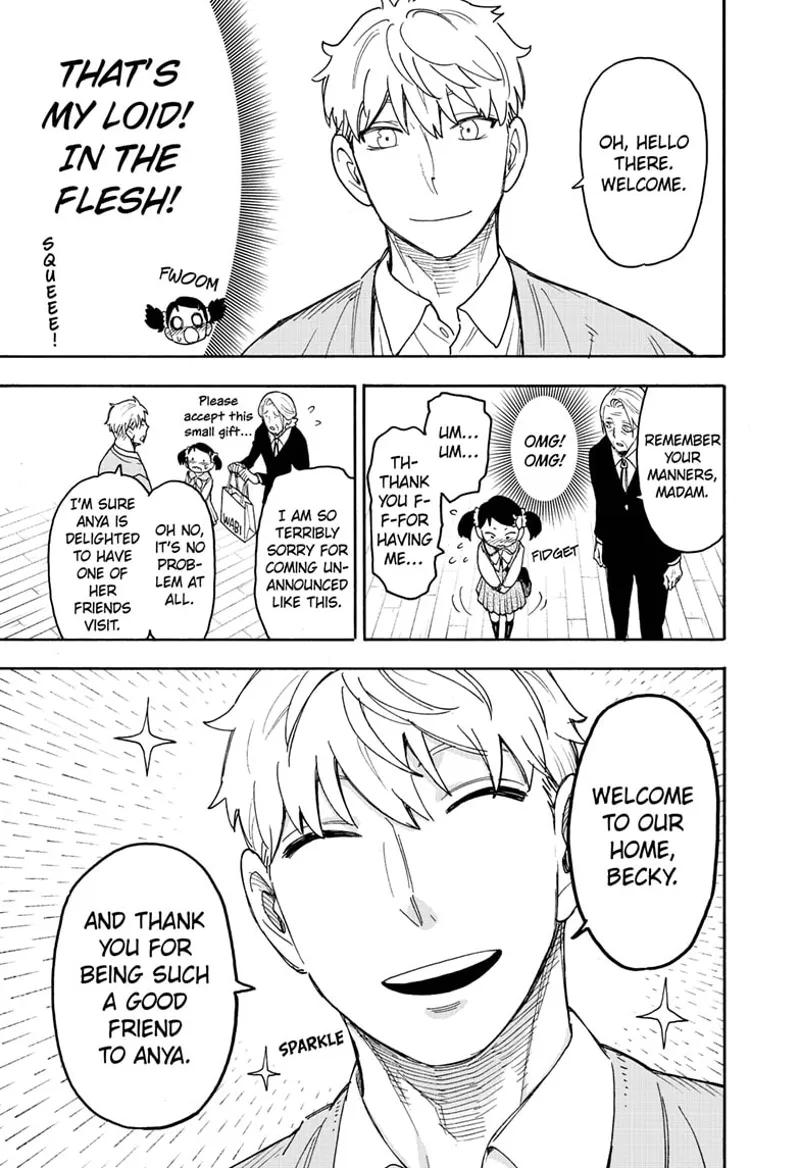 OH, HELLO
THERE.
WELCOME.
THAT'S
MY LOID!
IN THE
FLESH!
FWOOM
SQUEEE!
REMEMBER
YOUR
MANNERS,
MADAM.
OMG!
OMG!
UM...
UM...
TH-
THANK
YOU F-
F-FOR
HAVING
ME...
FIDGET
Please
accept this
small gift...
WABI
I AM SO
TERRIBLY
SORRY FOR
COMING UN-
ANNOUNCED
LIKE THIS.
OH NO,
IT'S NO
PROB-
LEM AT
ALL.
I'M SURE
ANYA IS
DELIGHTED
TO HAVE
ONE OF
HER
FRIENDS
VISIT.
WELCOME
TO OUR
HOME,
BECKY.
AND THANK
YOU FOR
BEING SUCH
A GOOD
FRIEND
TO ANYA.
SPARKLE